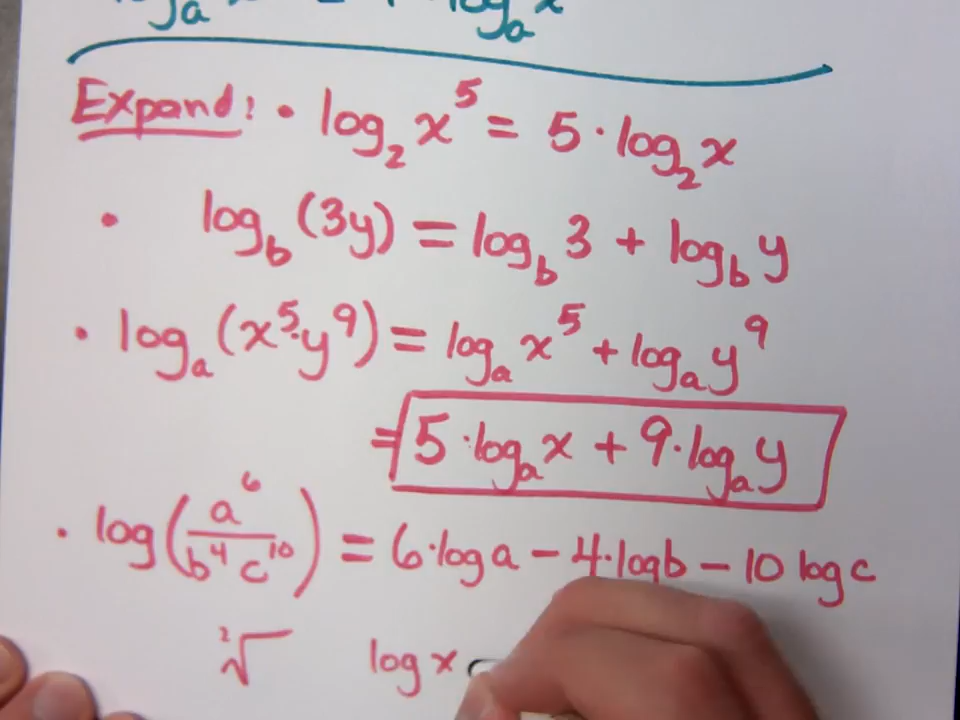 Expand: • log₂ x⁵ = 5 · log₂ x
• log_b (3y) = log_b 3 + log_b y
• log_a (x⁵·y⁹) = log_a x⁵ + log_a y⁹
= 5 · log_a x + 9 · log_a y
• log (a⁶ / b⁴ c¹⁰) = 6 · log a − 4 · log b − 10 log c
²√ log x